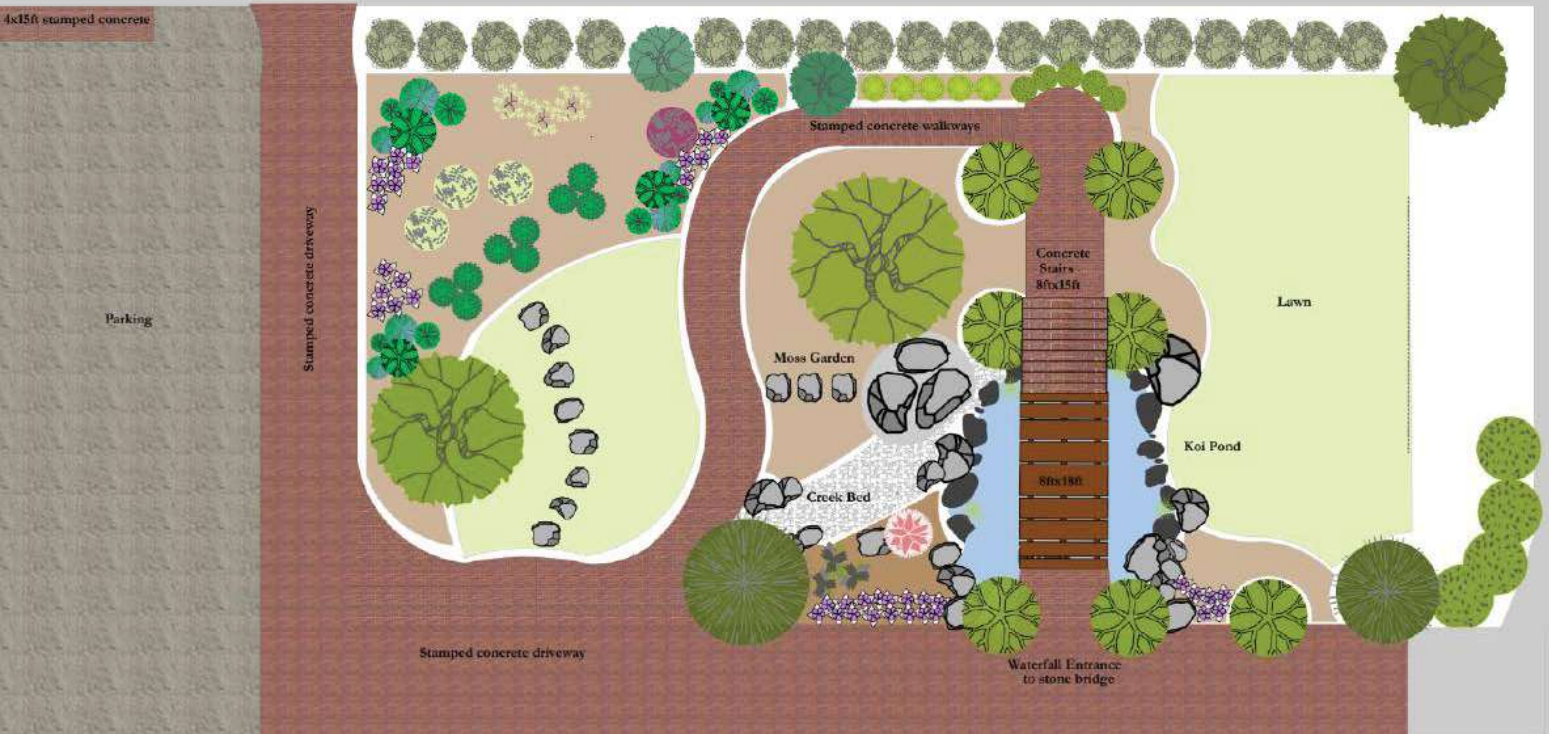 4x15ft stamped concrete
Stamped concrete walkways
Stamped concrete driveway
Concrete
Stairs
8ftx15ft
Lawn
Parking
Moss Garden
Koi Pond
8ftx18ft
Creek Bed
Stamped concrete driveway
Waterfall Entrance
to stone bridge